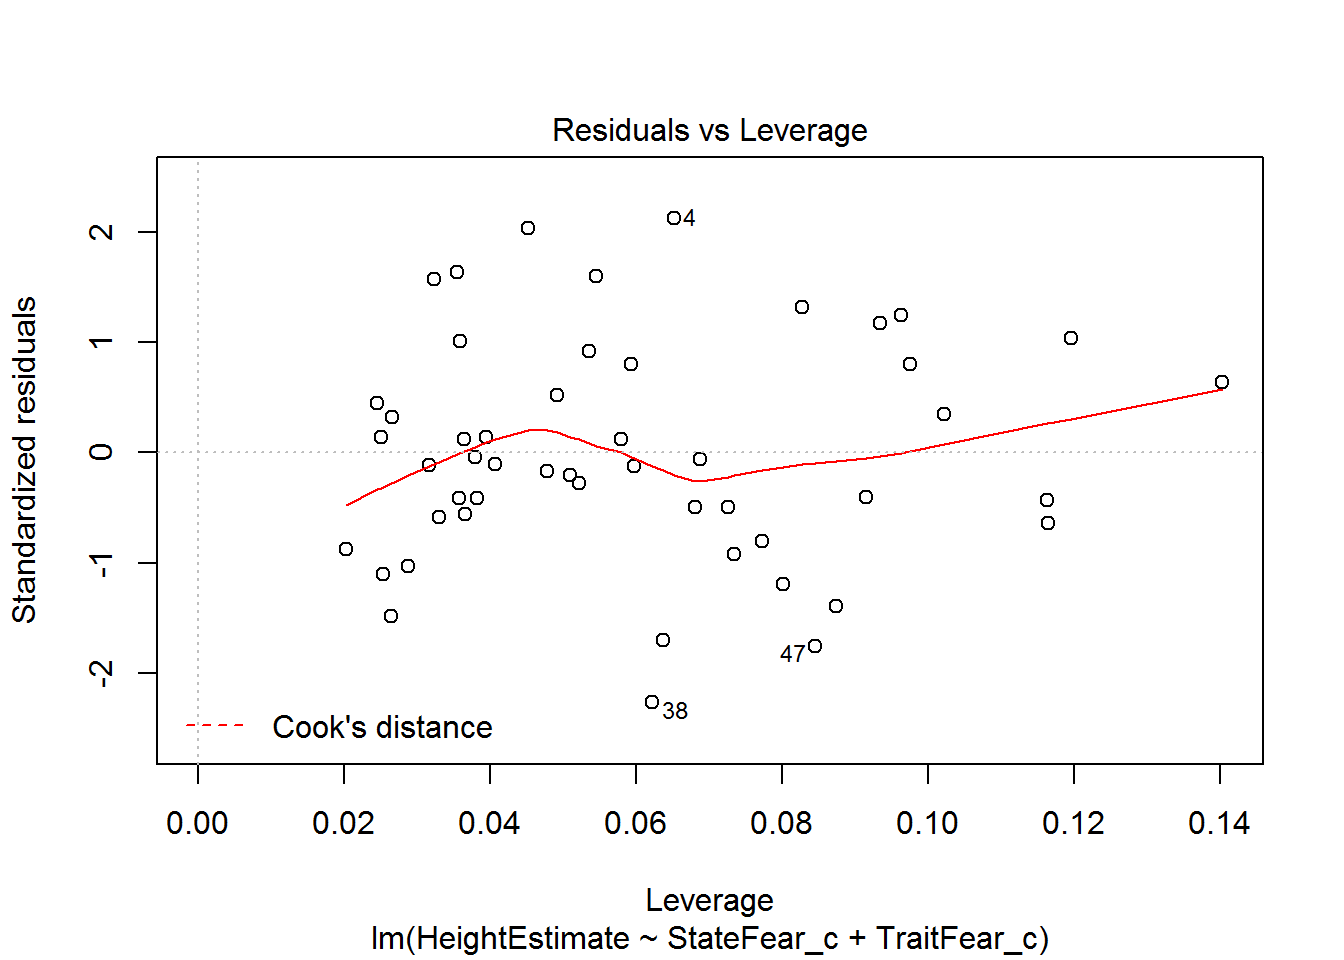 Residuals vs Leverage
Standardized residuals
2
1
0
-1
-2
4
47
38
Cook's distance
0.00 0.02 0.04 0.06 0.08 0.10 0.12 0.14
Leverage
lm(HeightEstimate ~ StateFear_c + TraitFear_c)